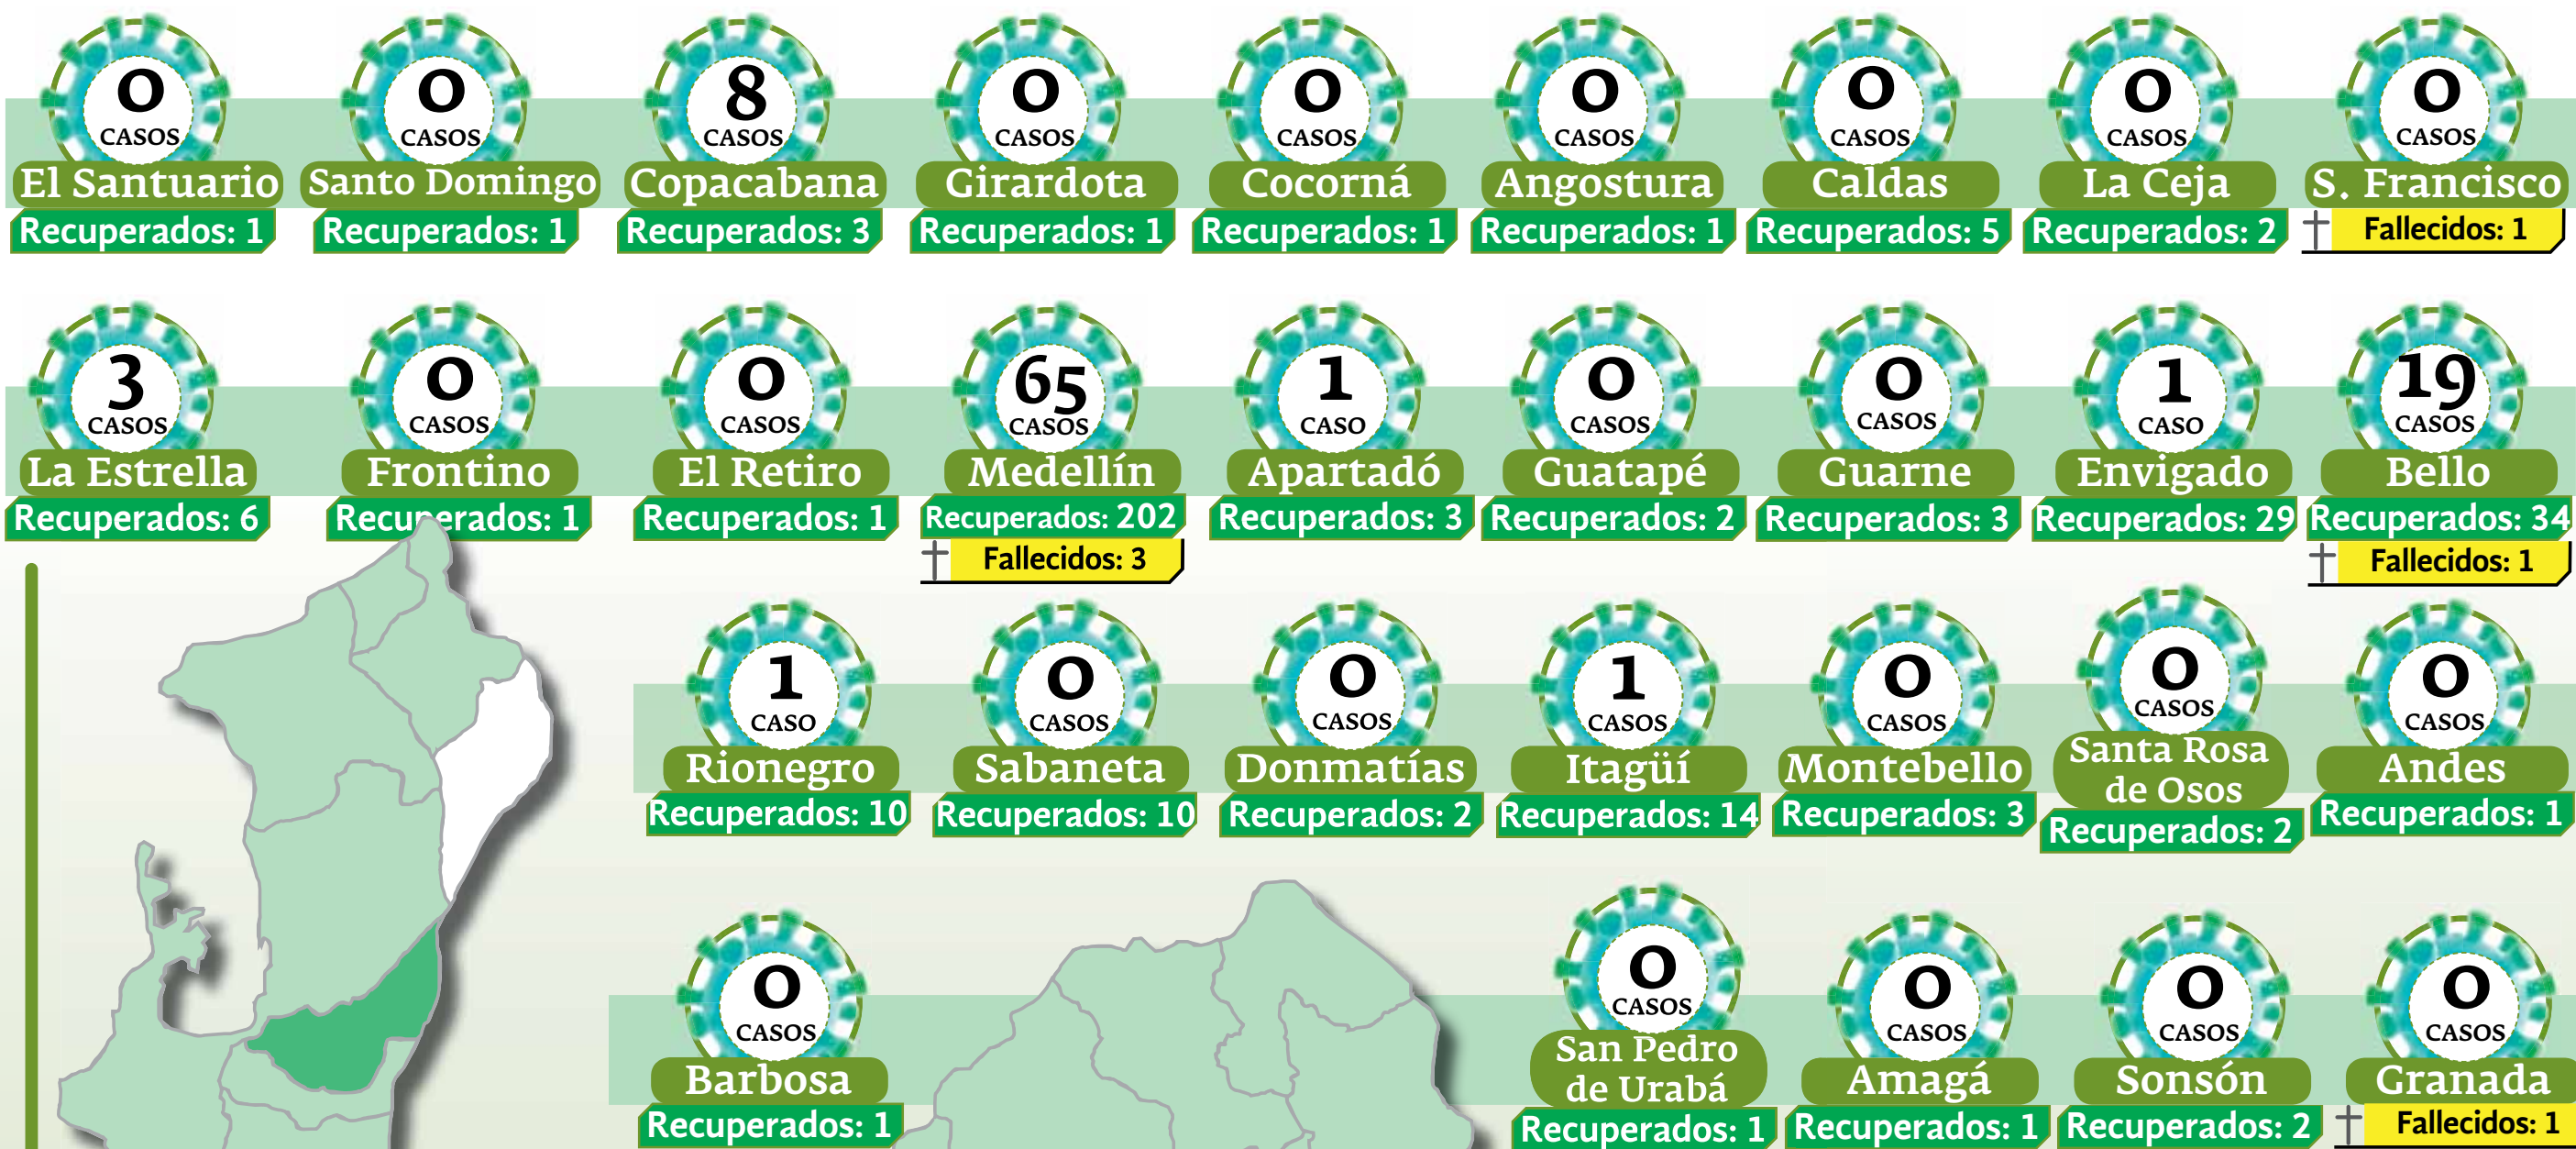 0 CASOS
El Santuario
Recuperados: 1
0 CASOS
Santo Domingo
Recuperados: 1
8 CASOS
Copacabana
Recuperados: 3
0 CASOS
Girardota
Recuperados: 1
0 CASOS
Cocorná
Recuperados: 1
0 CASOS
Angostura
Recuperados: 1
0 CASOS
Caldas
Recuperados: 5
0 CASOS
La Ceja
Recuperados: 2
0 CASOS
S. Francisco
Fallecidos: 1
3 CASOS
La Estrella
Recuperados: 6
0 CASOS
Frontino
Recuperados: 1
0 CASOS
El Retiro
Recuperados: 1
65 CASOS
Medellín
Recuperados: 202
Fallecidos: 3
1 CASO
Apartadó
Recuperados: 3
0 CASOS
Guatapé
Recuperados: 2
0 CASOS
Guarne
Recuperados: 3
1 CASO
Envigado
Recuperados: 29
19 CASOS
Bello
Recuperados: 34
Fallecidos: 1
1 CASO
Rionegro
Recuperados: 10
0 CASOS
Sabaneta
Recuperados: 10
0 CASOS
Donmatías
Recuperados: 2
1 CASOS
Itagüí
Recuperados: 14
0 CASOS
Montebello
Recuperados: 3
0 CASOS
Santa Rosa
de Osos
Recuperados: 2
0 CASOS
Andes
Recuperados: 1
0 CASOS
Barbosa
Recuperados: 1
0 CASOS
San Pedro
de Urabá
Recuperados: 1
0 CASOS
Amagá
Recuperados: 1
0 CASOS
Sonsón
Recuperados: 2
0 CASOS
Granada
Fallecidos: 1